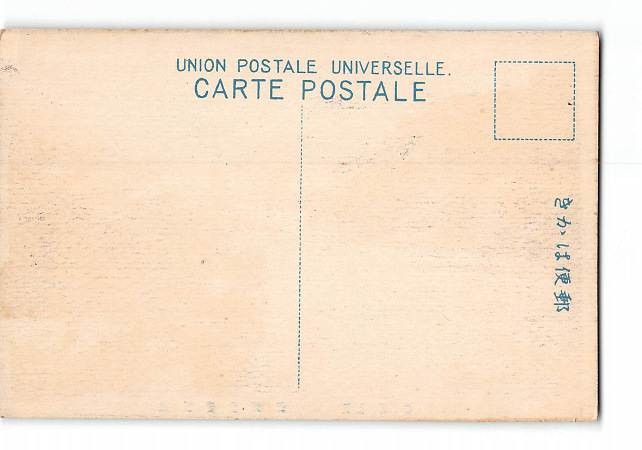 UNION POSTALE UNIVERSELLE.
CARTE POSTALE
きかは便郵